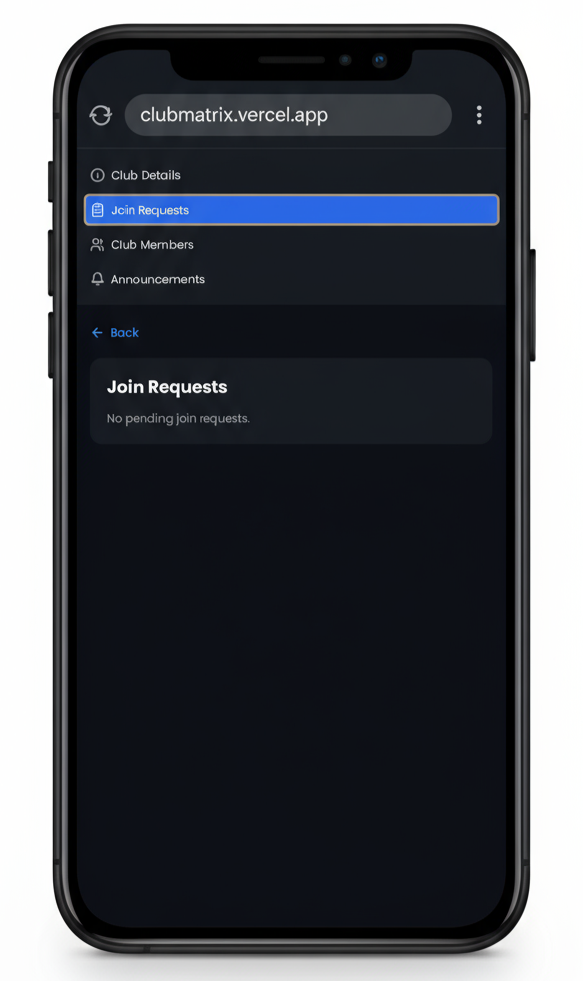 clubmatrix.vercel.app
Club Details
Join Requests
Club Members
Announcements
Back
Join Requests
No pending join requests.